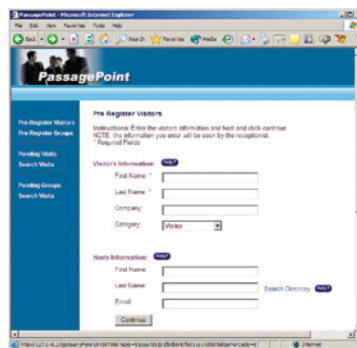 PassagePoint - Microsoft Internet Explorer
File Edit View Favorites Tools Help
Back Search Favorites Media
PassagePoint
Pre-Register Visitors
Pre-Register Groups
Pending Visits
Search Visits
Pending Groups
Search Visits
Pre Register Visitors
Instructions: Enter the visitors information and host and click continue.
NOTE: the information you enter will be seen by the receptionist.
* Required Fields
Visitor's Information: Help?
First Name: *
Last Name: *
Company:
Category: Visitor
Hosts Information: Help?
First Name:
Last Name: Search Directory Help?
Email
Continue
Internet